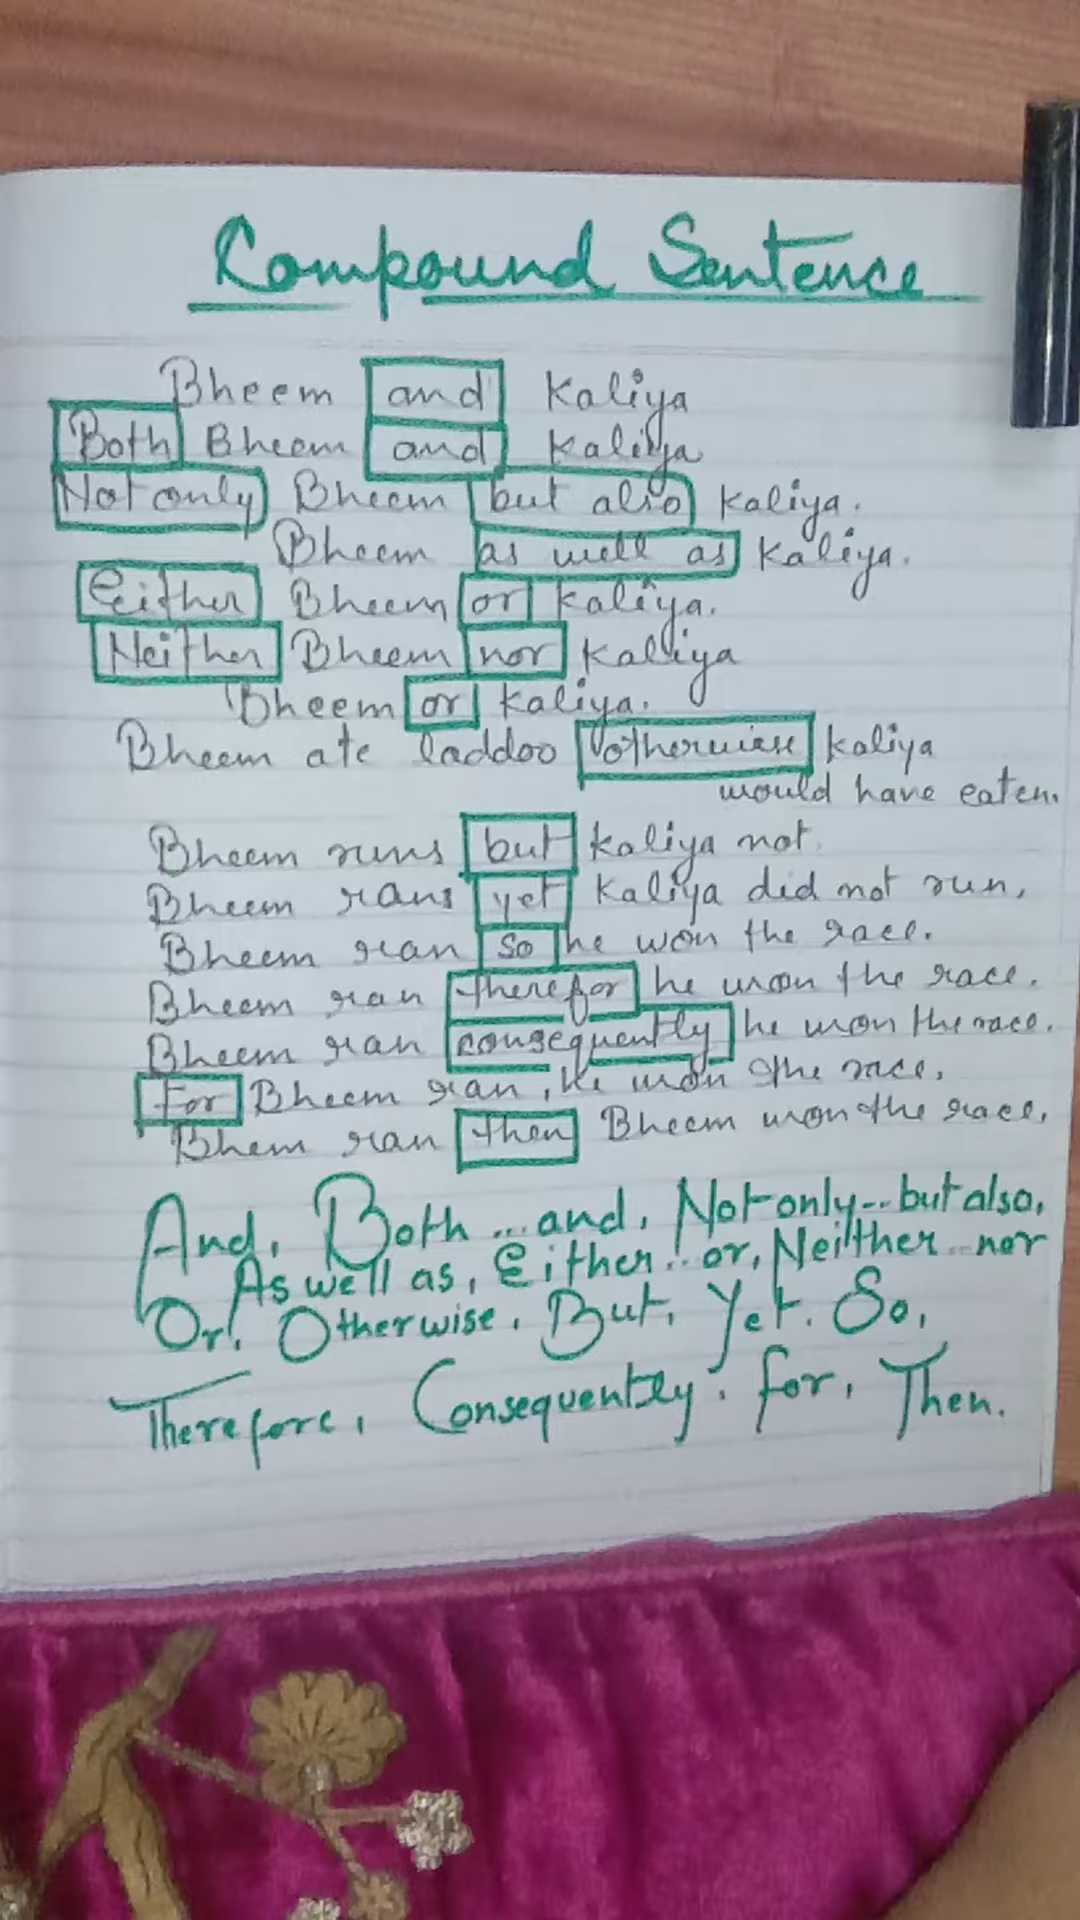 Compound Sentence
Bheem and Kaliya
Both Bheem and Kaliya
Not only Bheem but also Kaliya.
Bheem as well as Kaliya.
Either Bheem or Kaliya.
Neither Bheem nor Kaliya
Bheem or Kaliya.
Bheem ate laddoo otherwise Kaliya
would have eaten.
Bheem runs but Kaliya not.
Bheem rans yet Kaliya did not run,
Bheem ran so he won the race.
Bheem ran therefor he won the race.
Bheem ran consequently he won the race.
For Bheem ran, he won the race.
Bhem ran then Bheem won the race.
And, Both ... and, Not only -- but also,
As well as, Either .. or, Neither .. nor
Or, Otherwise, But, Yet. So,
Therefore, Consequently, for, Then.